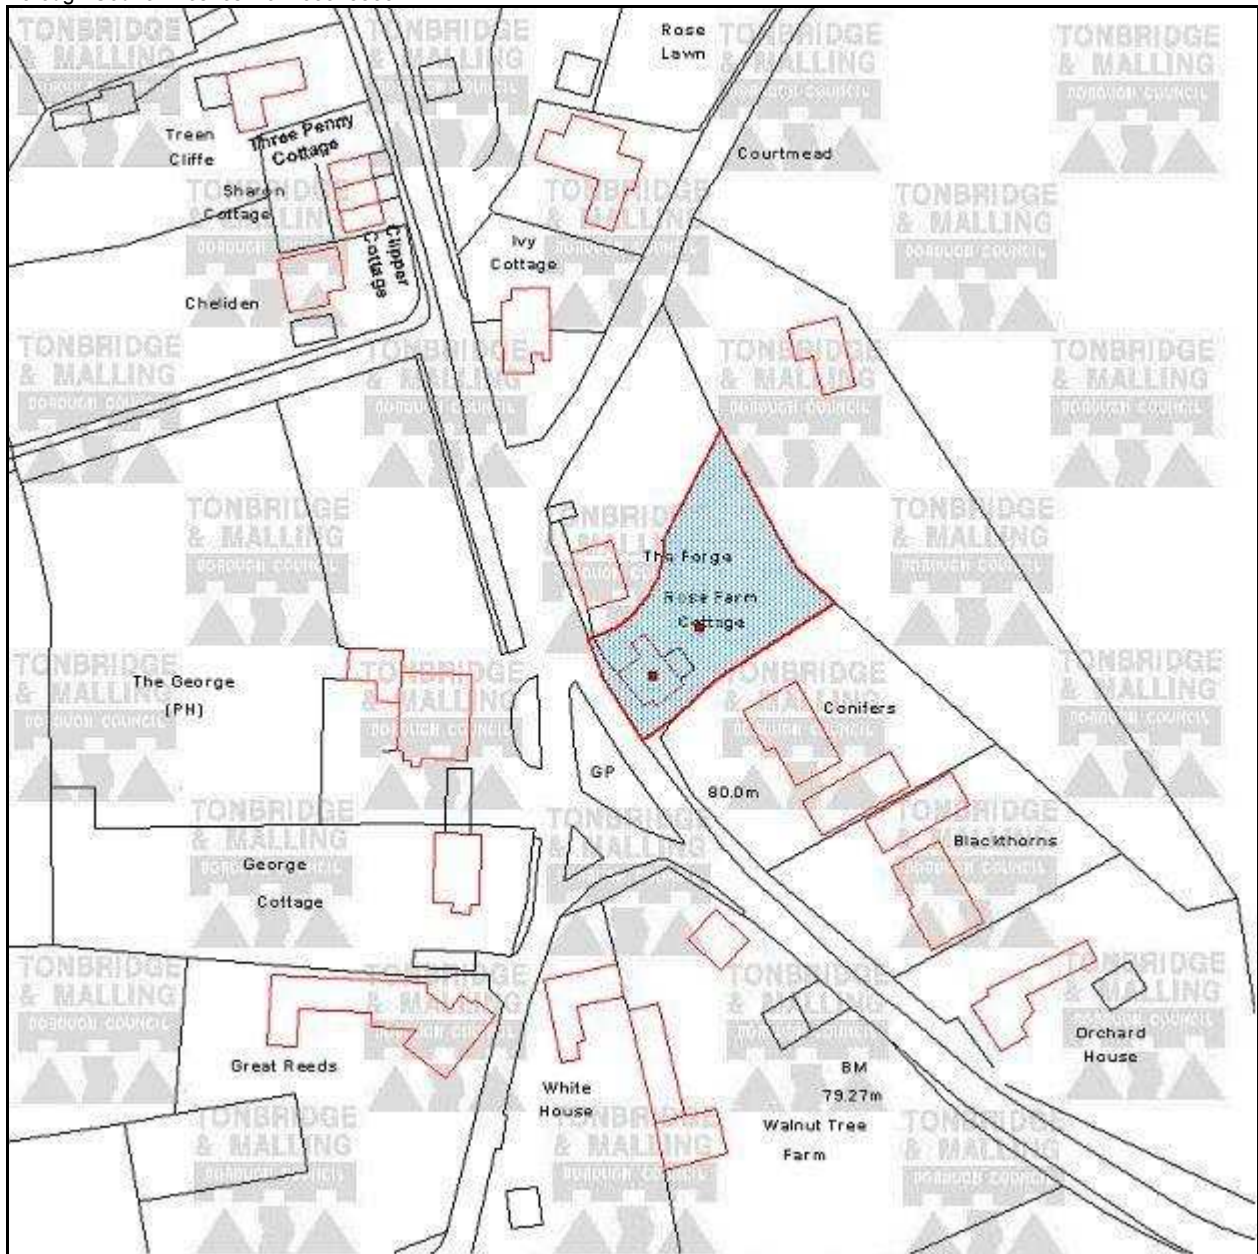 Rose
Lawn
Treen
Cliffe
Three Penny
Cottage
Courtmead
Sharon
Cottage
Clipper
Cottage
Ivy
Cottage
Cheliden
The Forge
Rose Farm
Cottage
The George
(PH)
Conifers
GP
80.0m
Blackthorns
George
Cottage
Orchard
House
Great Reeds
White
House
BM
79.27m
Walnut Tree
Farm
TONBRIDGE
& MALLING
BOROUGH COUNCIL